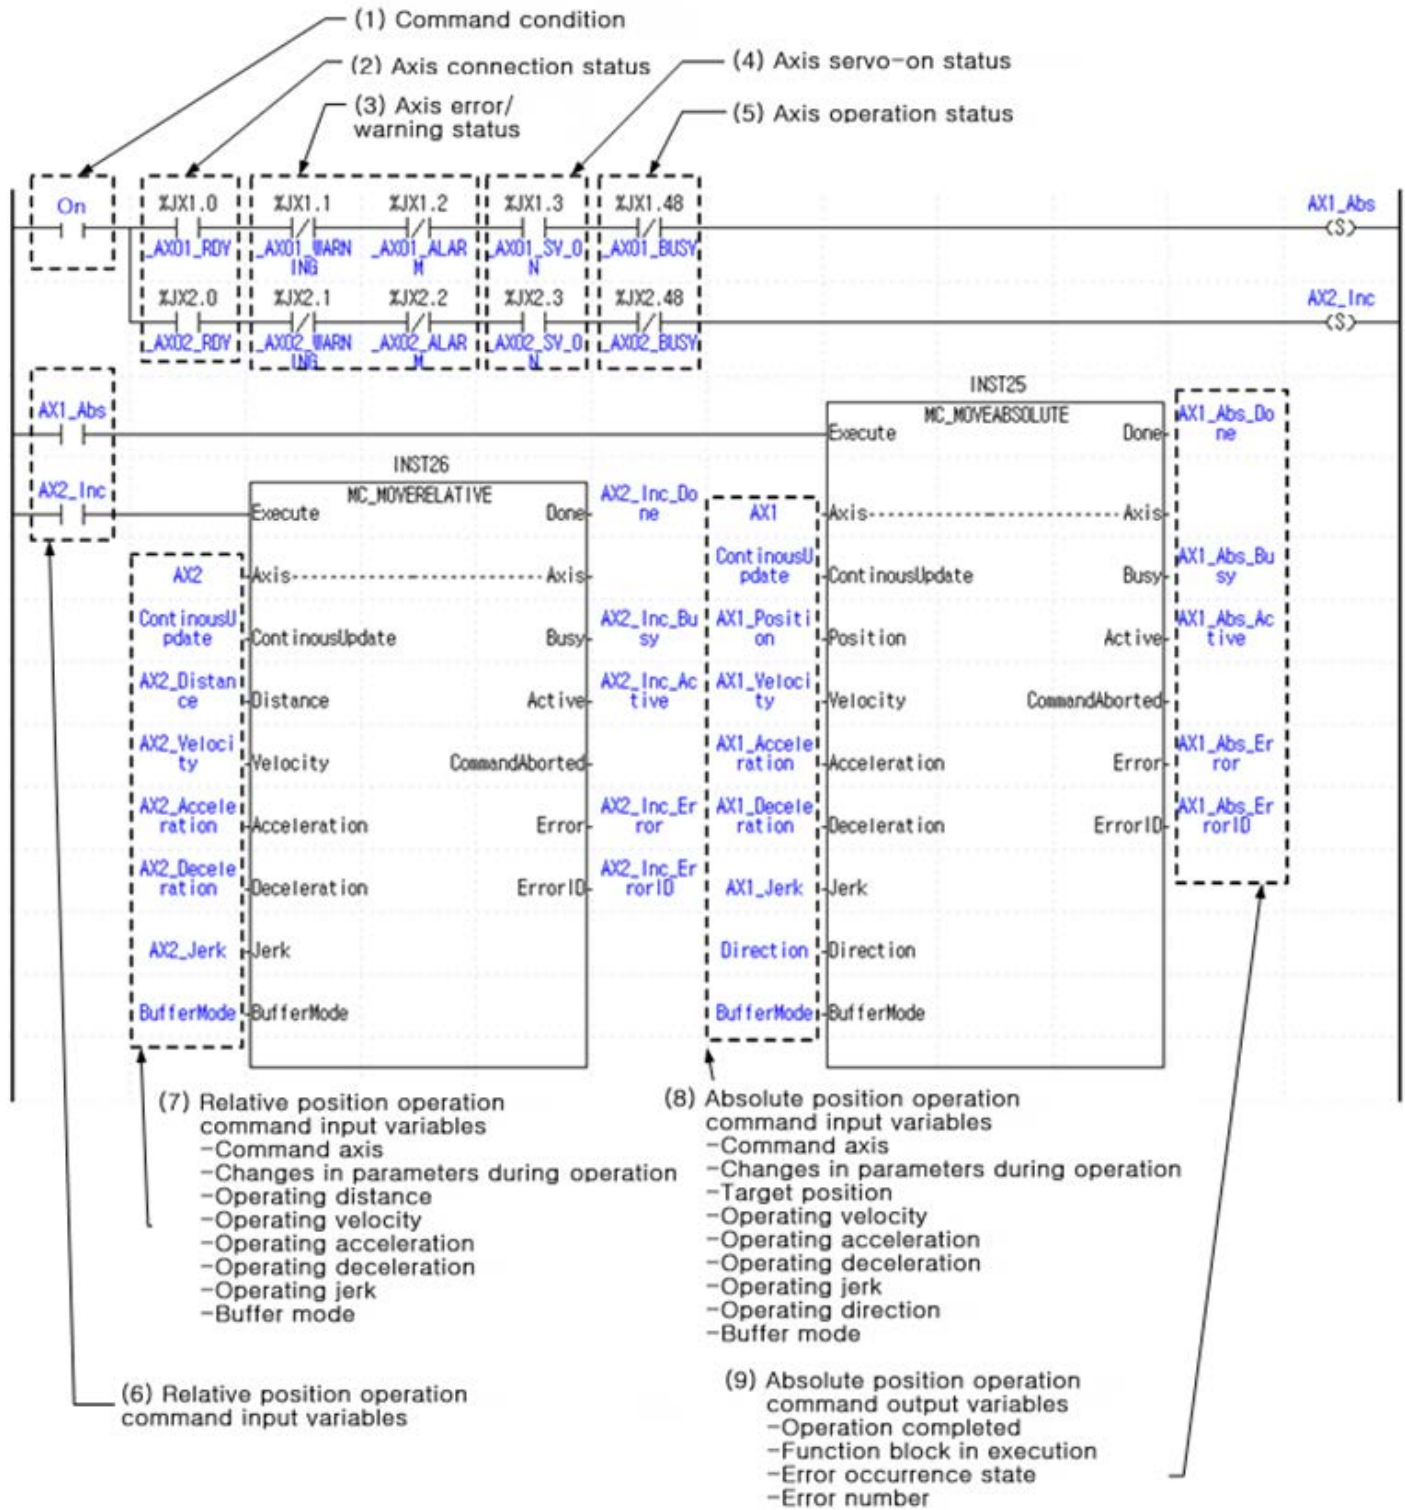 (1) Command condition
(2) Axis connection status
(4) Axis servo-on status
(3) Axis error/
warning status
(5) Axis operation status
On
%JX1.0
%JX1.1
%JX1.2
%JX1.3
%JX1.48
AX1_Abs
(S)
_AX01_RDY
_AX01_WARN
ING
_AX01_ALAR
M
_AX01_SV_O
N
_AX01_BUSY
%JX2.0
%JX2.1
%JX2.2
%JX2.3
%JX2.48
AX2_Inc
(S)
_AX02_RDY
_AX02_WARN
ING
_AX02_ALAR
M
_AX02_SV_O
N
_AX02_BUSY
AX1_Abs
AX2_Inc
INST26
MC_MOVERELATIVE
Execute
Done
AX2_Inc_Do
ne
AX2
Axis
Axis
ContinousU
pdate
ContinousUpdate
Busy
AX2_Inc_Bu
sy
AX2_Distan
ce
Distance
Active
AX2_Inc_Ac
tive
AX2_Veloci
ty
Velocity
CommandAborted
AX2_Accele
ration
Acceleration
Error
AX2_Inc_Er
ror
AX2_Decele
ration
Deceleration
ErrorID
AX2_Inc_Er
rorID
AX2_Jerk
Jerk
BufferMode
BufferMode
INST25
MC_MOVEABSOLUTE
Execute
Done
AX1_Abs_Do
ne
AX1
Axis
Axis
ContinousU
pdate
ContinousUpdate
Busy
AX1_Abs_Bu
sy
AX1_Positi
on
Position
Active
AX1_Abs_Ac
tive
AX1_Veloci
ty
Velocity
CommandAborted
AX1_Accele
ration
Acceleration
Error
AX1_Abs_Er
ror
AX1_Decele
ration
Deceleration
ErrorID
AX1_Abs_Er
rorID
AX1_Jerk
Jerk
Direction
Direction
BufferMode
BufferMode
(7) Relative position operation
command input variables
-Command axis
-Changes in parameters during operation
-Operating distance
-Operating velocity
-Operating acceleration
-Operating deceleration
-Operating jerk
-Buffer mode
(8) Absolute position operation
command input variables
-Command axis
-Changes in parameters during operation
-Target position
-Operating velocity
-Operating acceleration
-Operating deceleration
-Operating jerk
-Operating direction
-Buffer mode
(6) Relative position operation
command input variables
(9) Absolute position operation
command output variables
-Operation completed
-Function block in execution
-Error occurrence state
-Error number